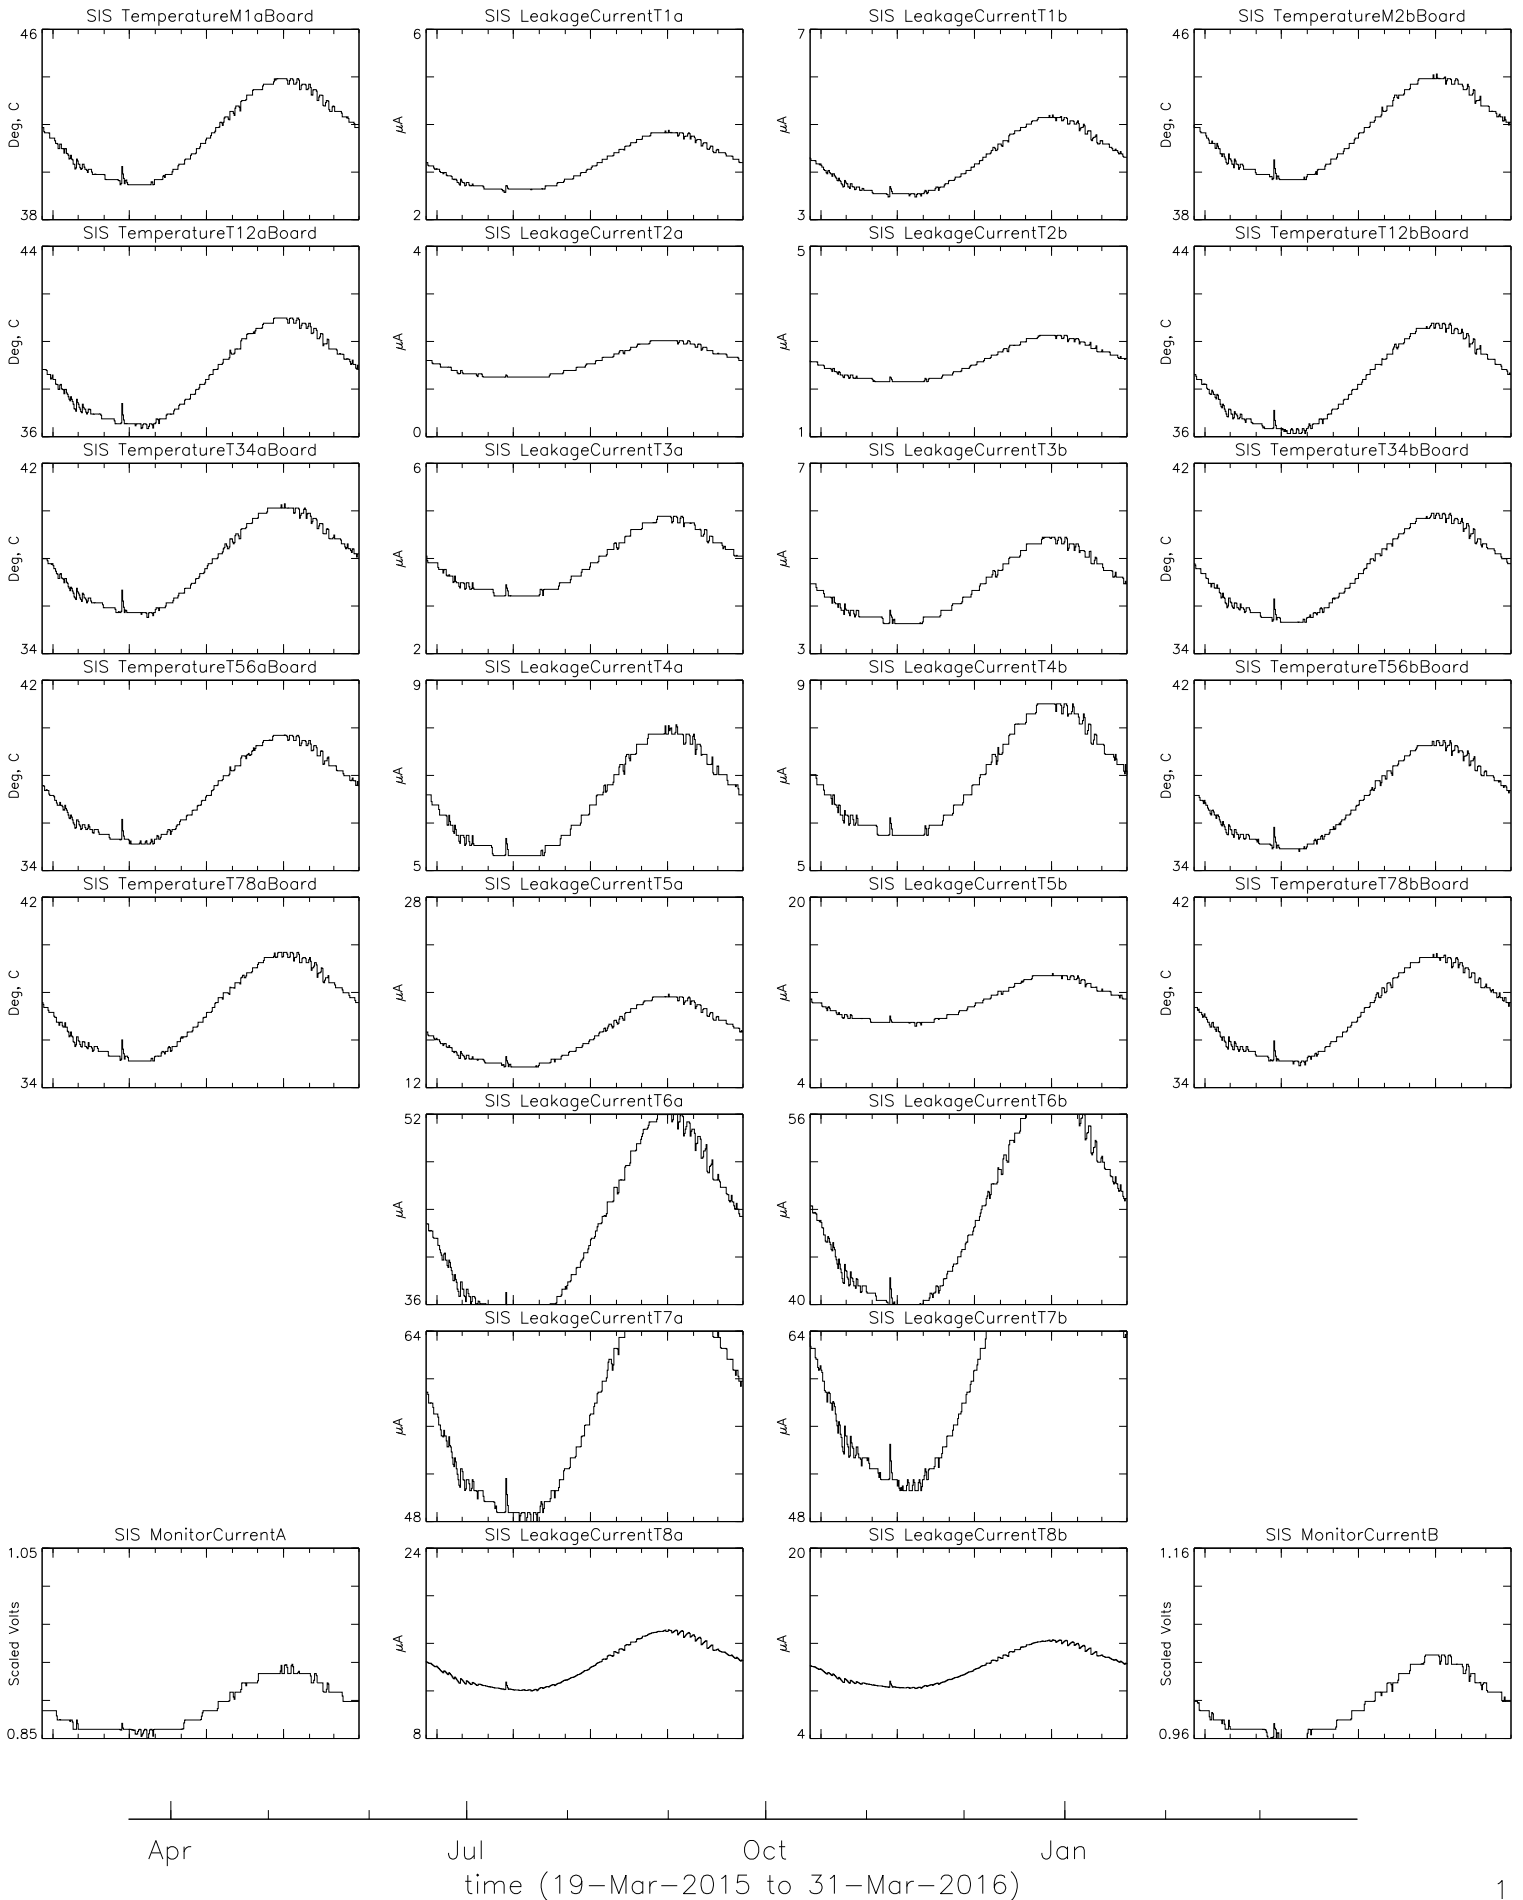 SIS TemperatureM1aBoard
46
Deg, C
38
SIS LeakageCurrentT1a
6
μA
2
SIS LeakageCurrentT1b
7
μA
3
SIS TemperatureM2bBoard
46
Deg, C
38
SIS TemperatureT12aBoard
44
Deg, C
36
SIS LeakageCurrentT2a
4
μA
0
SIS LeakageCurrentT2b
5
μA
1
SIS TemperatureT12bBoard
44
Deg, C
36
SIS TemperatureT34aBoard
42
Deg, C
34
SIS LeakageCurrentT3a
6
μA
2
SIS LeakageCurrentT3b
7
μA
3
SIS TemperatureT34bBoard
42
Deg, C
34
SIS TemperatureT56aBoard
42
Deg, C
34
SIS LeakageCurrentT4a
9
μA
5
SIS LeakageCurrentT4b
9
μA
5
SIS TemperatureT56bBoard
42
Deg, C
34
SIS TemperatureT78aBoard
42
Deg, C
34
SIS LeakageCurrentT5a
28
μA
12
SIS LeakageCurrentT5b
20
μA
4
SIS TemperatureT78bBoard
42
Deg, C
34
SIS LeakageCurrentT6a
52
μA
36
SIS LeakageCurrentT6b
56
μA
40
SIS LeakageCurrentT7a
64
μA
48
SIS LeakageCurrentT7b
64
μA
48
SIS MonitorCurrentA
1.05
Scaled Volts
0.85
SIS LeakageCurrentT8a
24
μA
8
SIS LeakageCurrentT8b
20
μA
4
SIS MonitorCurrentB
1.16
Scaled Volts
0.96
Apr Jul Oct Jan
time (19-Mar-2015 to 31-Mar-2016)
1